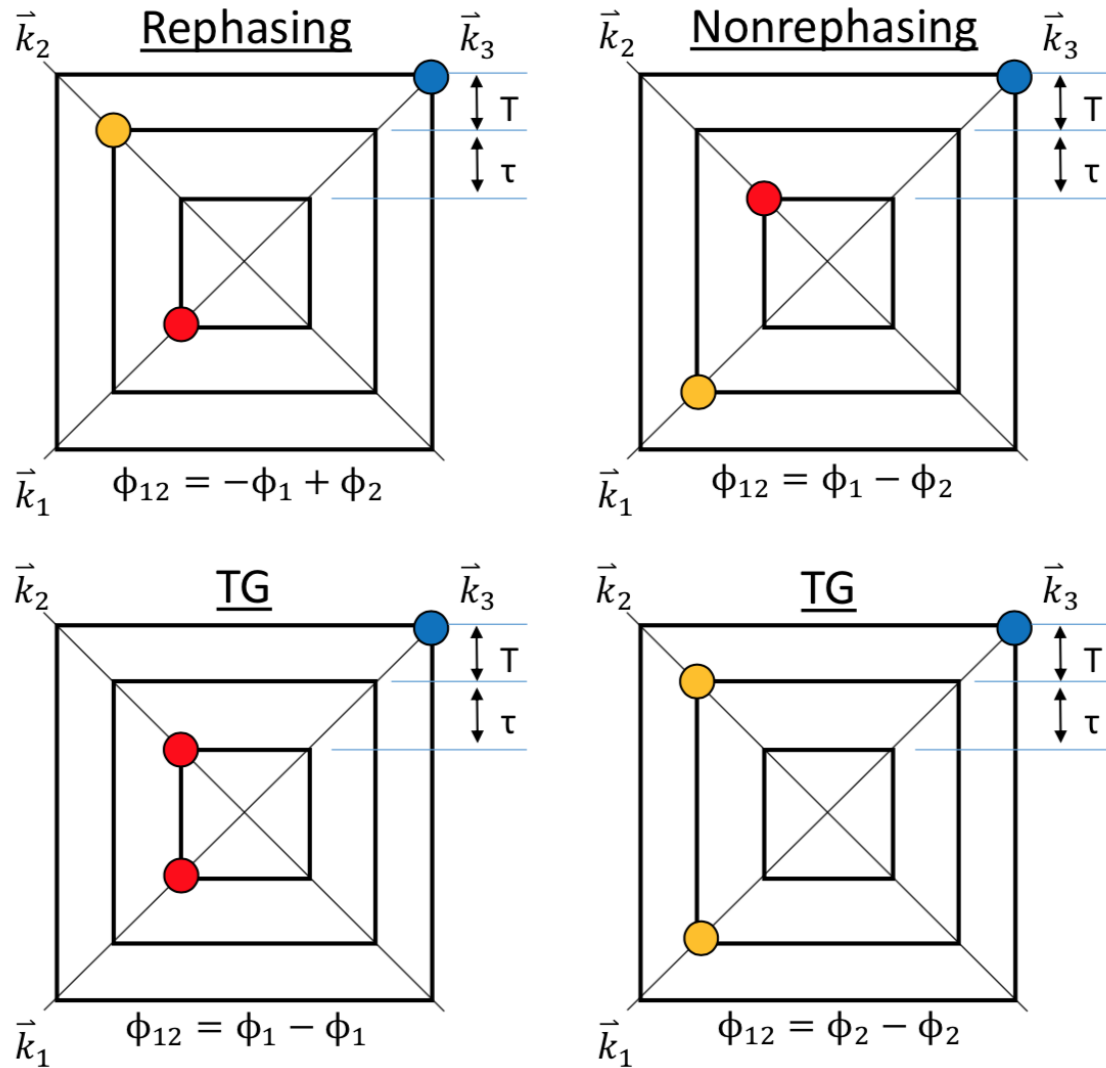 Rephasing
k⃗₂
k⃗₃
T
τ
k⃗₁
ϕ₁₂ = −ϕ₁ + ϕ₂
Nonrephasing
k⃗₂
k⃗₃
T
τ
k⃗₁
ϕ₁₂ = ϕ₁ − ϕ₂
TG
k⃗₂
k⃗₃
T
τ
k⃗₁
ϕ₁₂ = ϕ₁ − ϕ₁
TG
k⃗₂
k⃗₃
T
τ
k⃗₁
ϕ₁₂ = ϕ₂ − ϕ₂